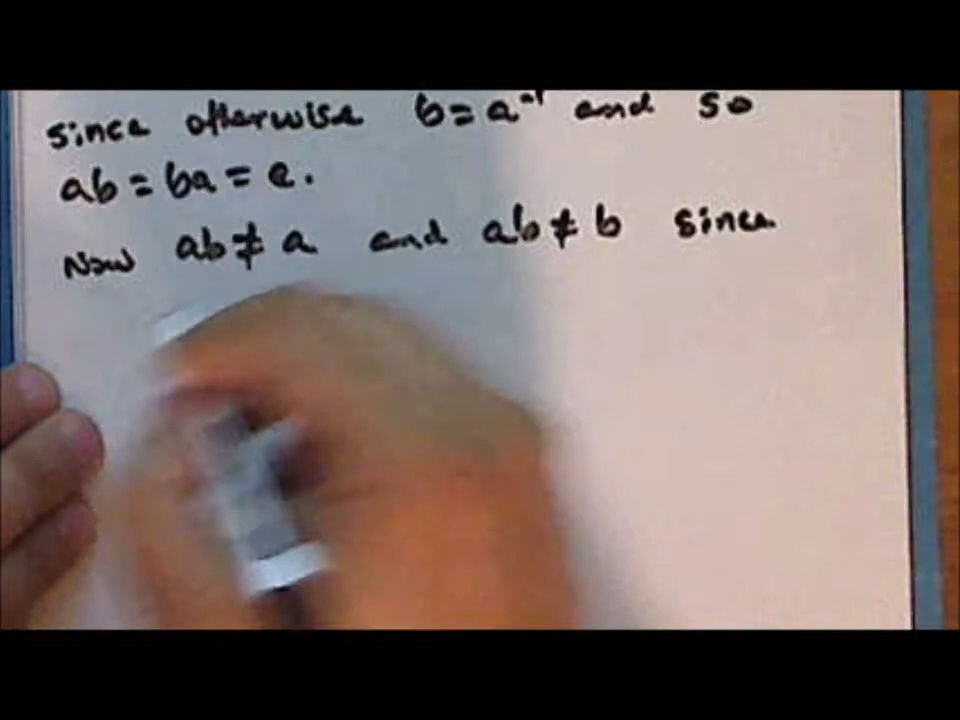 since otherwise b = a⁻¹ and so
ab = ba = e.
Now ab ≠ a and ab ≠ b since